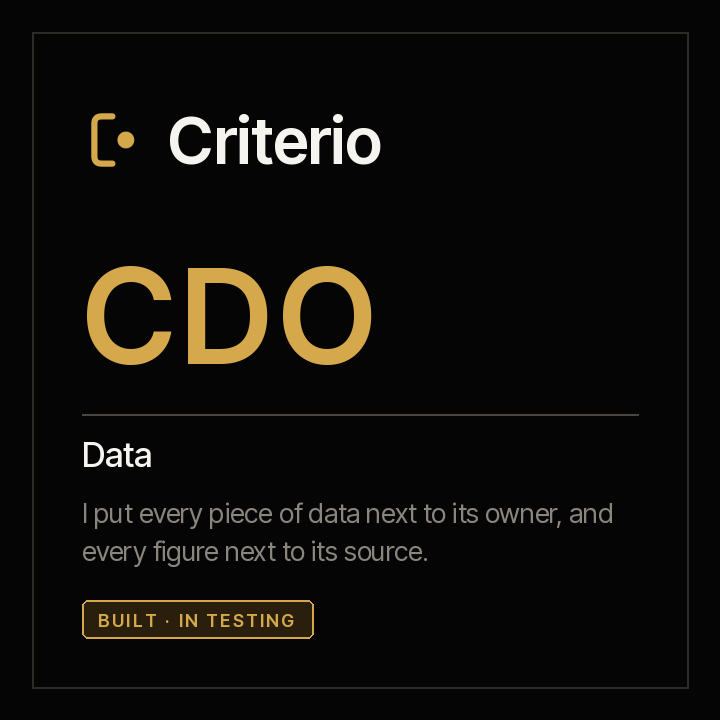 Criterio
CDO
Data
I put every piece of data next to its owner, and
every figure next to its source.
BUILT · IN TESTING